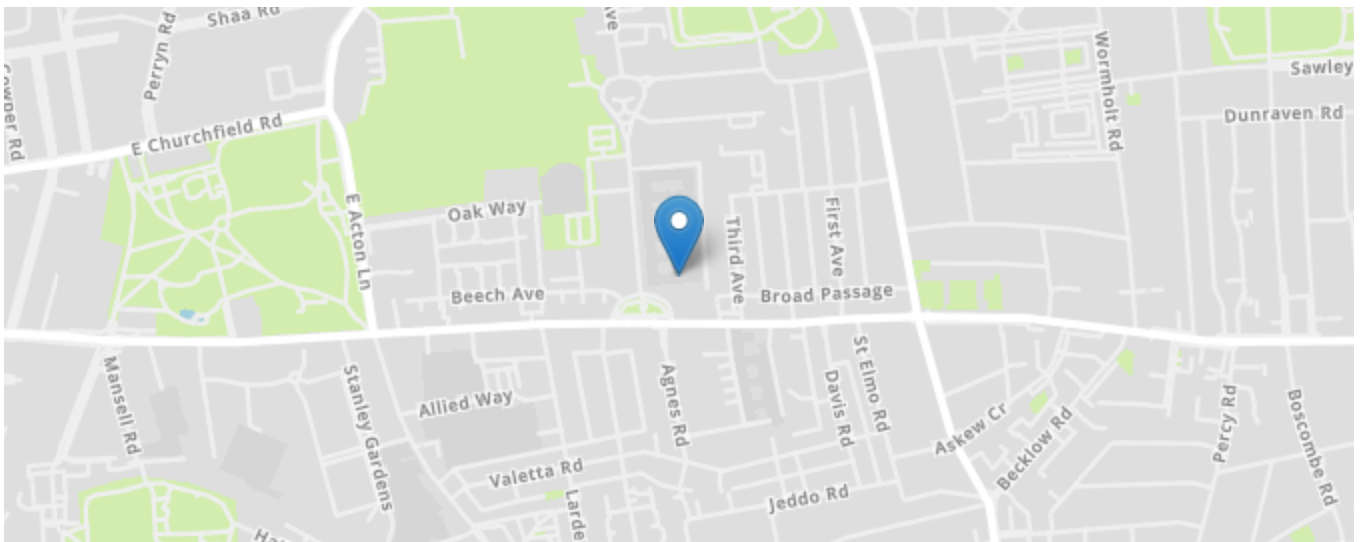 Shaa Rd
Perryn Rd
Wormholt Rd
Sawley
Cowper Rd
E Churchfield Rd
Dunraven Rd
Oak Way
E Acton Ln
Third Ave
First Ave
Beech Ave
Broad Passage
Mansell Rd
Stanley Gardens
Allied Way
Agnes Rd
Davis Rd
St Elmo Rd
Askew Cr
Becklow Rd
Percy Rd
Boscombe Rd
Valetta Rd
Jeddo Rd
Larde